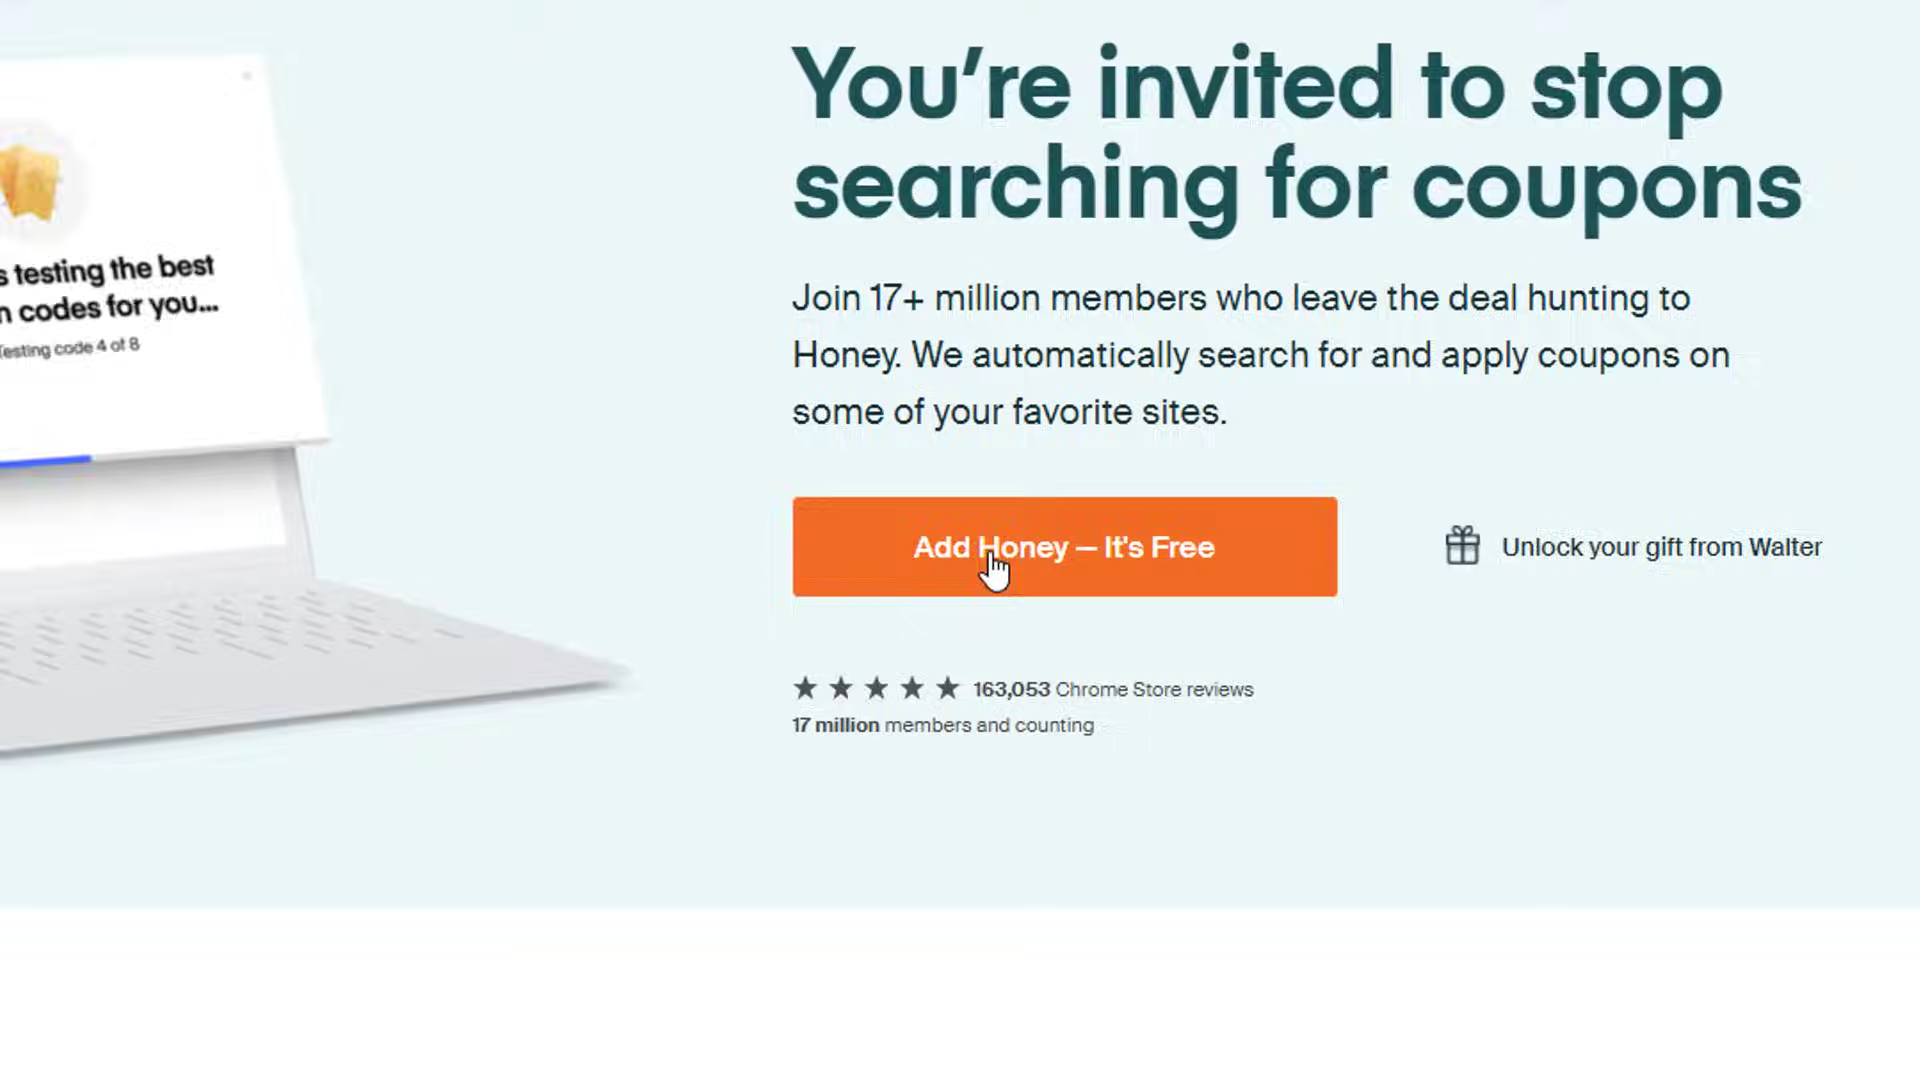 You're invited to stop
searching for coupons
Join 17+ million members who leave the deal hunting to
Honey. We automatically search for and apply coupons on
some of your favorite sites.
Add Honey – It's Free
Unlock your gift from Walter
163,053 Chrome Store reviews
17 million members and counting
testing the best
codes for you...
Testing code 4 of 8